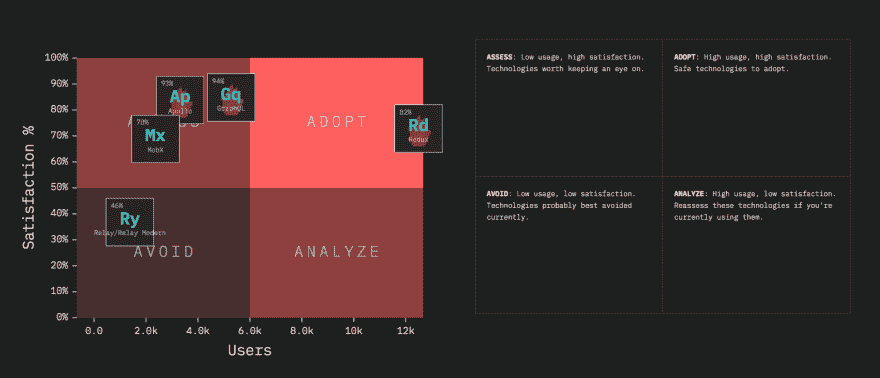 100%
90%
80%
70%
60%
50%
40%
30%
20%
10%
0%
Satisfaction %
93%
Ap
Apollo
94%
Gq
GraphQL
70%
Mx
MobX
82%
Rd
Redux
46%
Ry
Relay/Relay Modern
ADOPT
AVOID
ANALYZE
0.0 2.0k 4.0k 6.0k 8.0k 10k 12k
Users
ASSESS: Low usage, high satisfaction.
Technologies worth keeping an eye on.
ADOPT: High usage, high satisfaction.
Safe technologies to adopt.
AVOID: Low usage, low satisfaction.
Technologies probably best avoided
currently.
ANALYZE: High usage, low satisfaction.
Reassess these technologies if you're
currently using them.